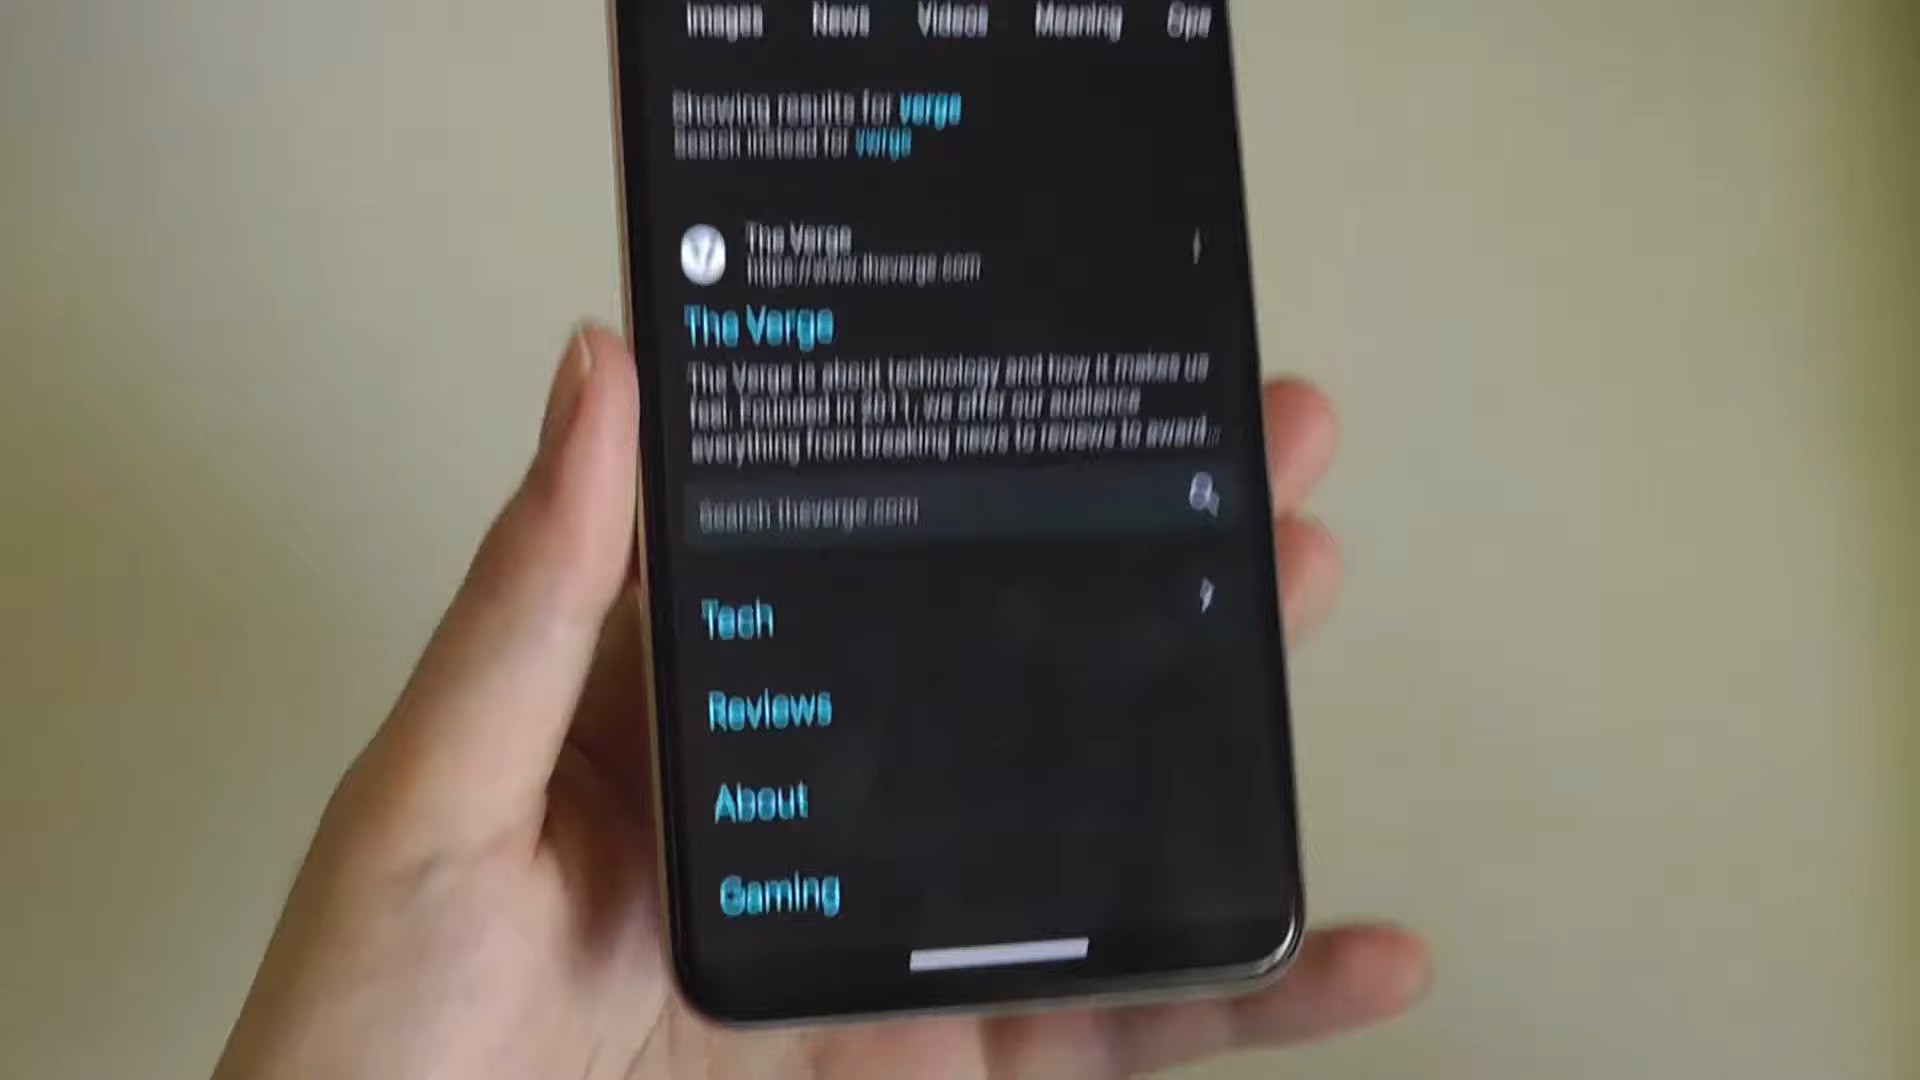 Images News Videos Meaning Ope
Showing results for verge
Search instead for vwrge
The Verge
https://www.theverge.com
The Verge
The Verge is about technology and how it makes us
feel. Founded in 2011, we offer our audience
everything from breaking news to reviews to award...
Search theverge.com
Tech
Reviews
About
Gaming